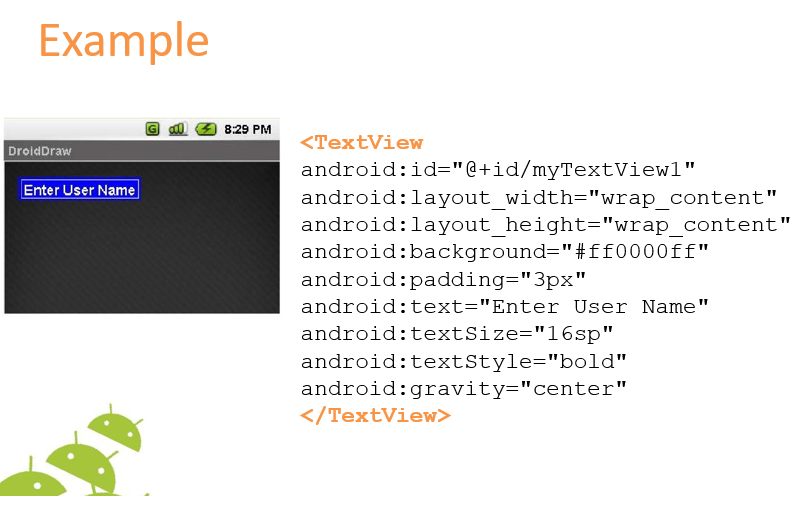 Example
G 8:29 PM
DroidDraw
Enter User Name
<TextView
android:id="@+id/myTextView1"
android:layout_width="wrap_content"
android:layout_height="wrap_content"
android:background="#ff0000ff"
android:padding="3px"
android:text="Enter User Name"
android:textSize="16sp"
android:textStyle="bold"
android:gravity="center"
</TextView>